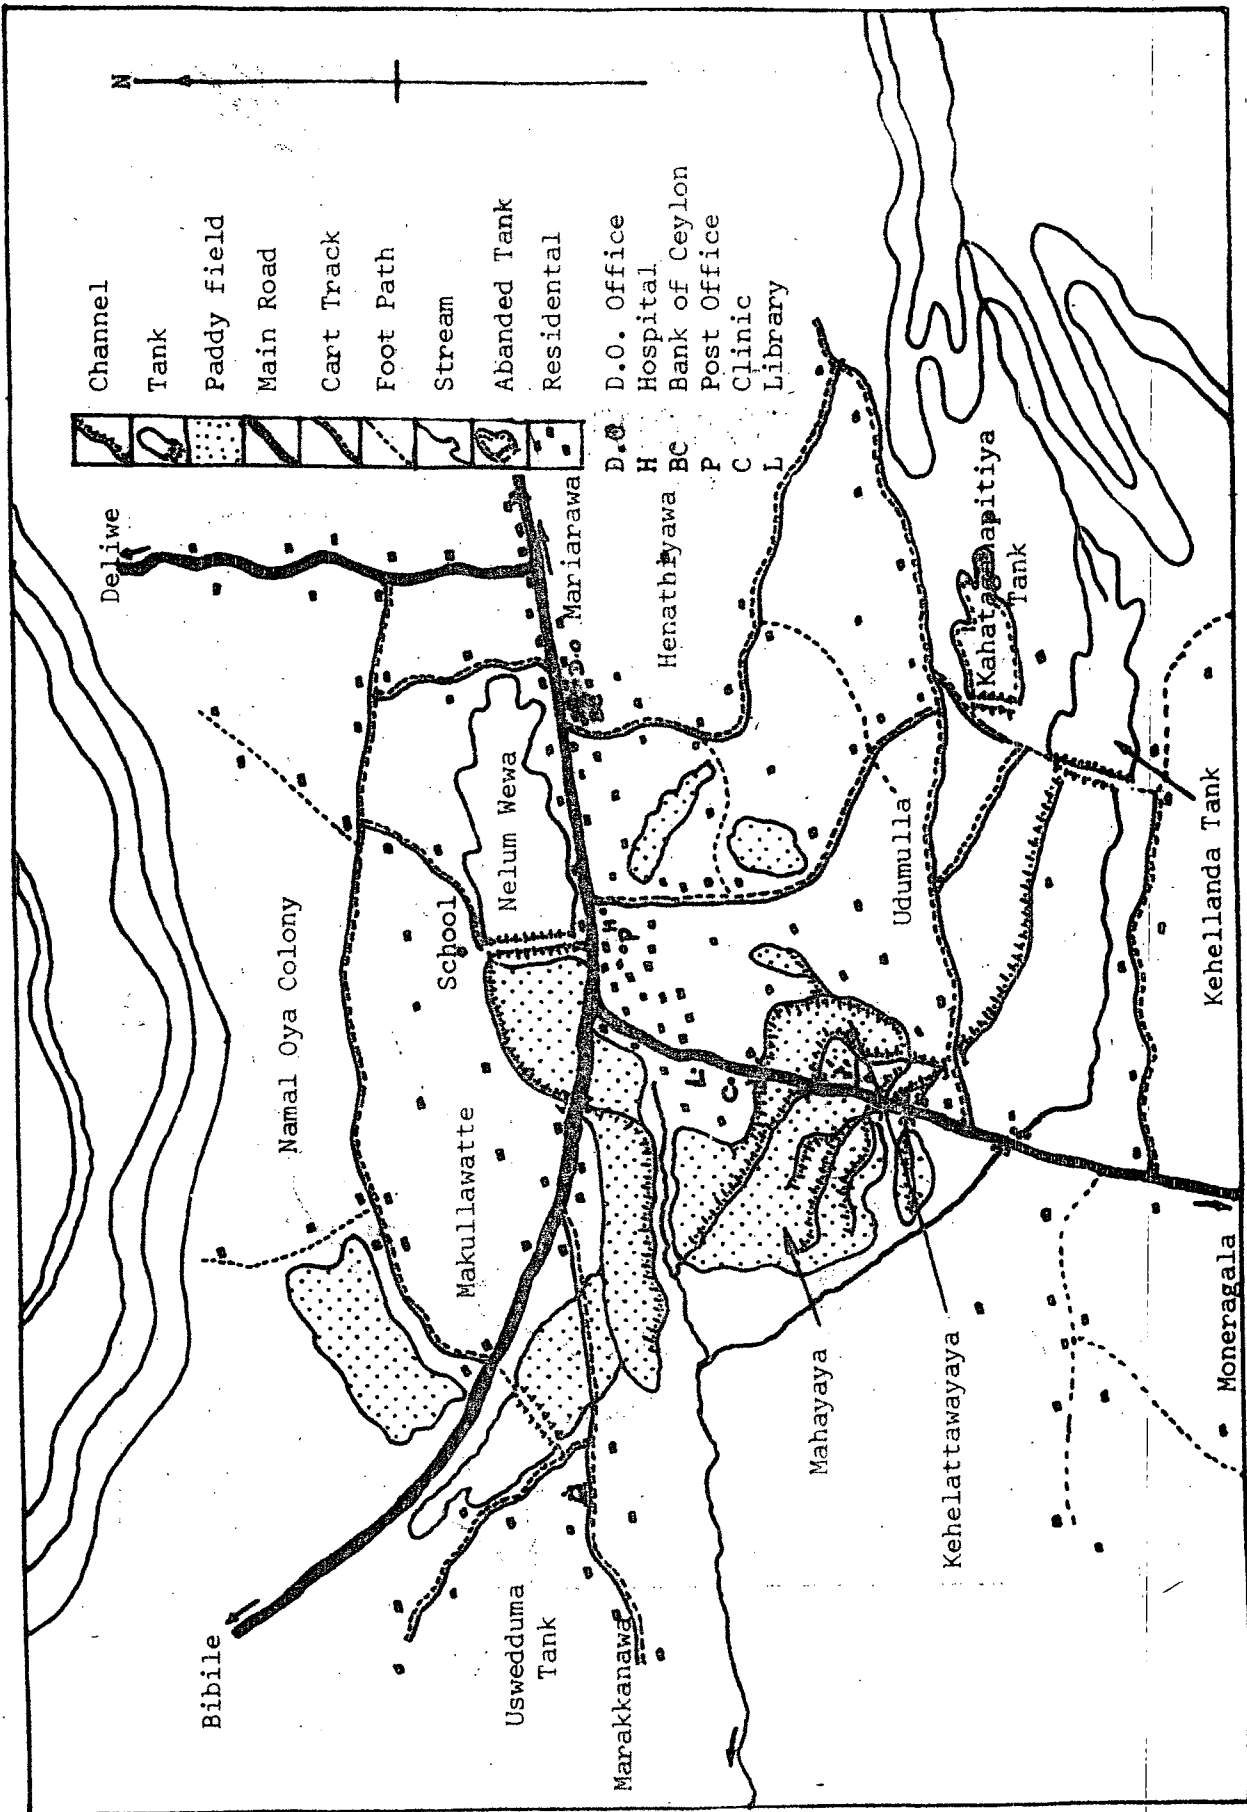 N
Channel
Tank
Paddy field
Main Road
Cart Track
Foot Path
Stream
Abanded Tank
Residental
D.O D.O. Office
H Hospital
BC Bank of Ceylon
P Post Office
C Clinic
L Library
Deliwe
Bibile
Namal Oya Colony
Makullawatte
School
Nelum Wewa
Mariarawa
D.O
BC
H
P
L.
C.
Henathiyawa
Uswedduma
Tank
Marakkanawa
Mahayaya
Kehelattawayaya
Udumulla
Tank
Kehellanda Tank
Moneragala